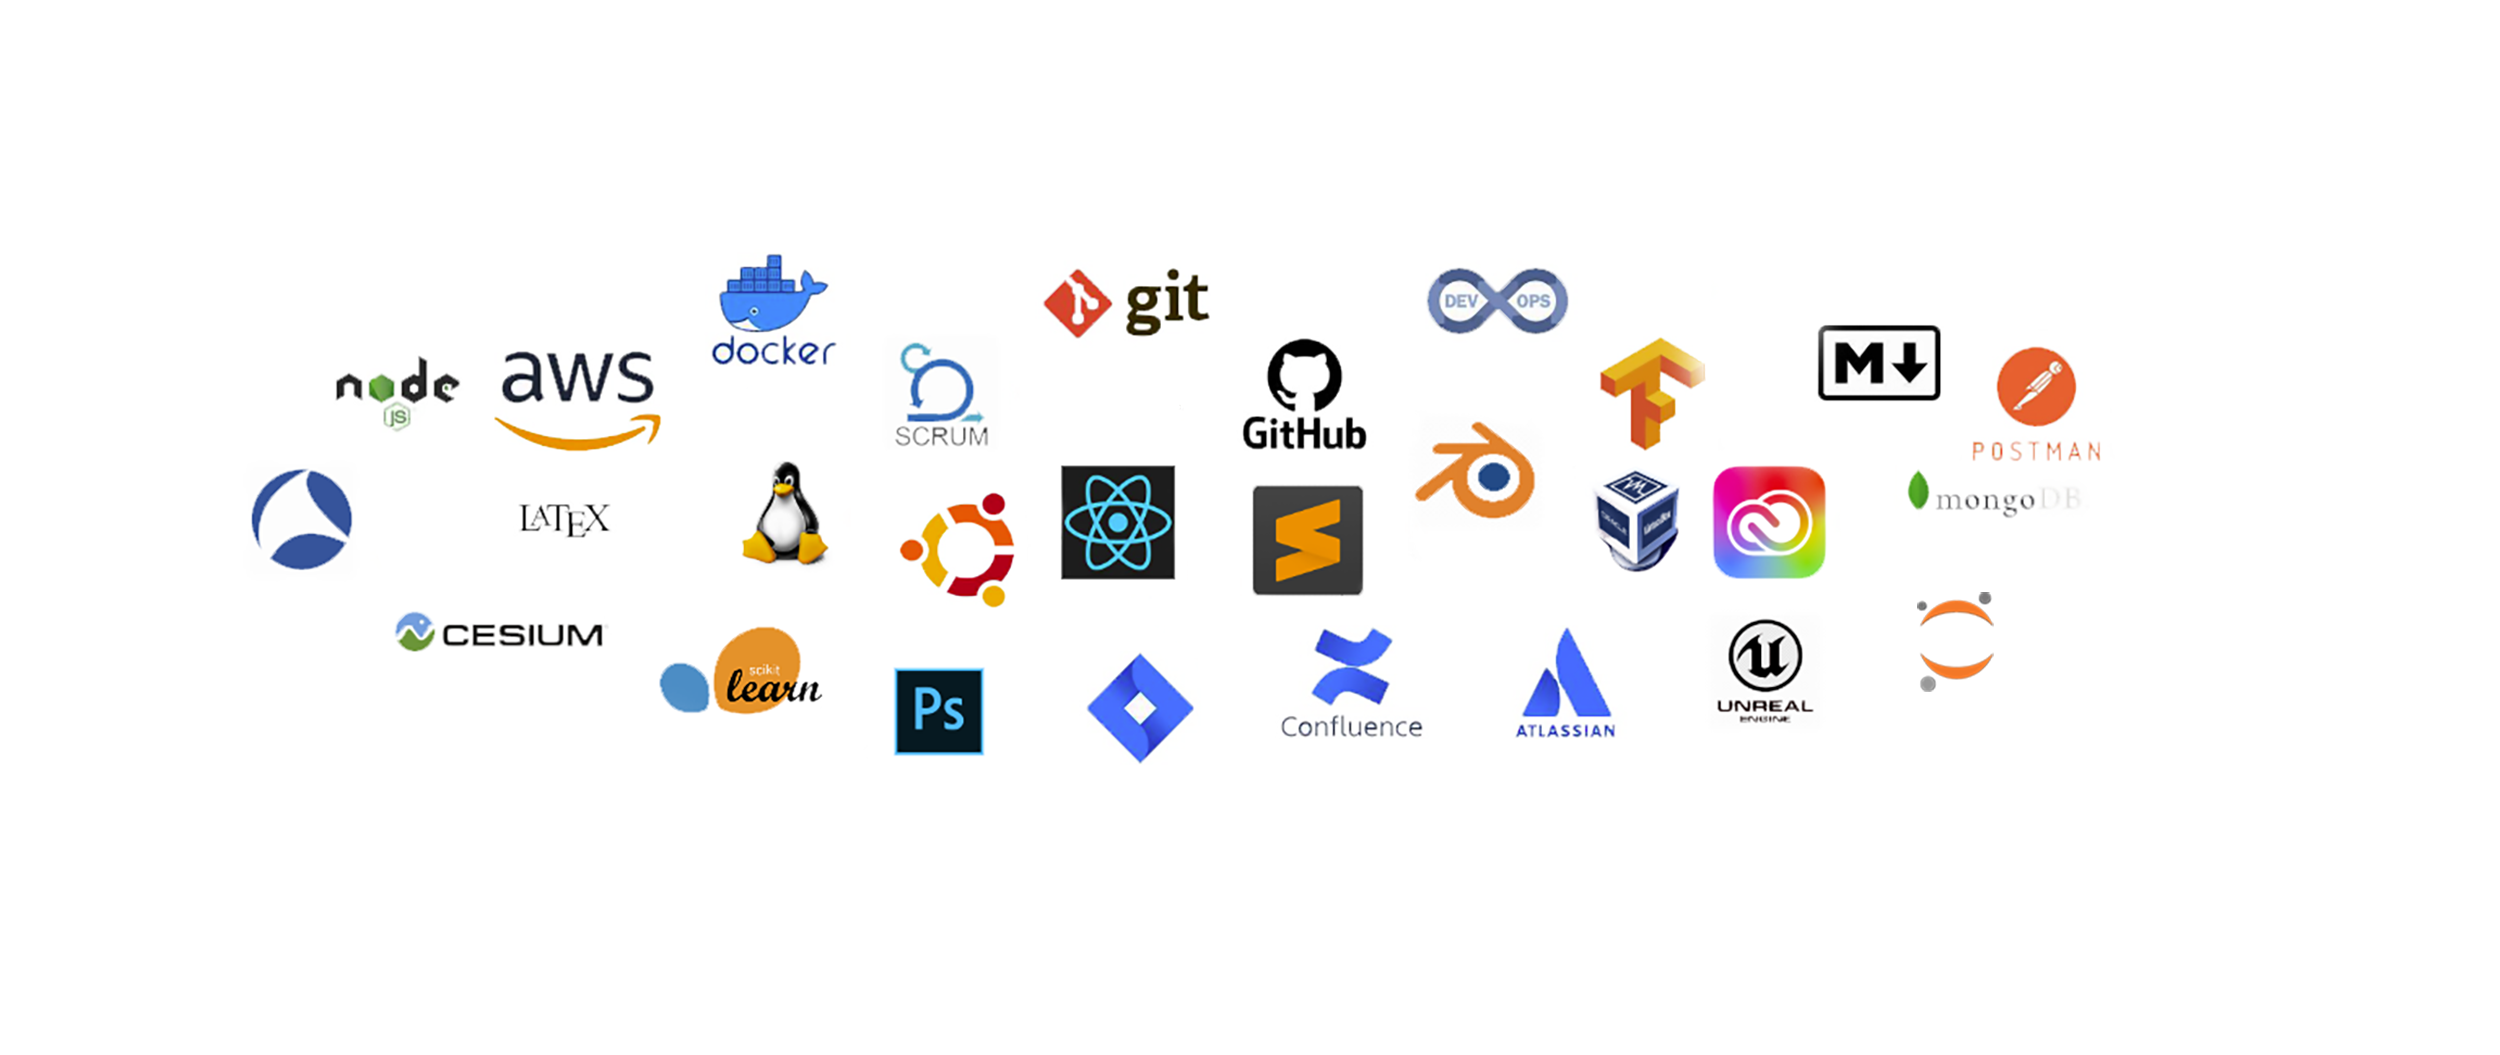 docker
git
DEV OPS
node
JS
aws
SCRUM
GitHub
M
POSTMAN
LATEX
mongoDB
CESIUM
scikit
learn
Ps
Confluence
ATLASSIAN
UNREAL
ENGINE